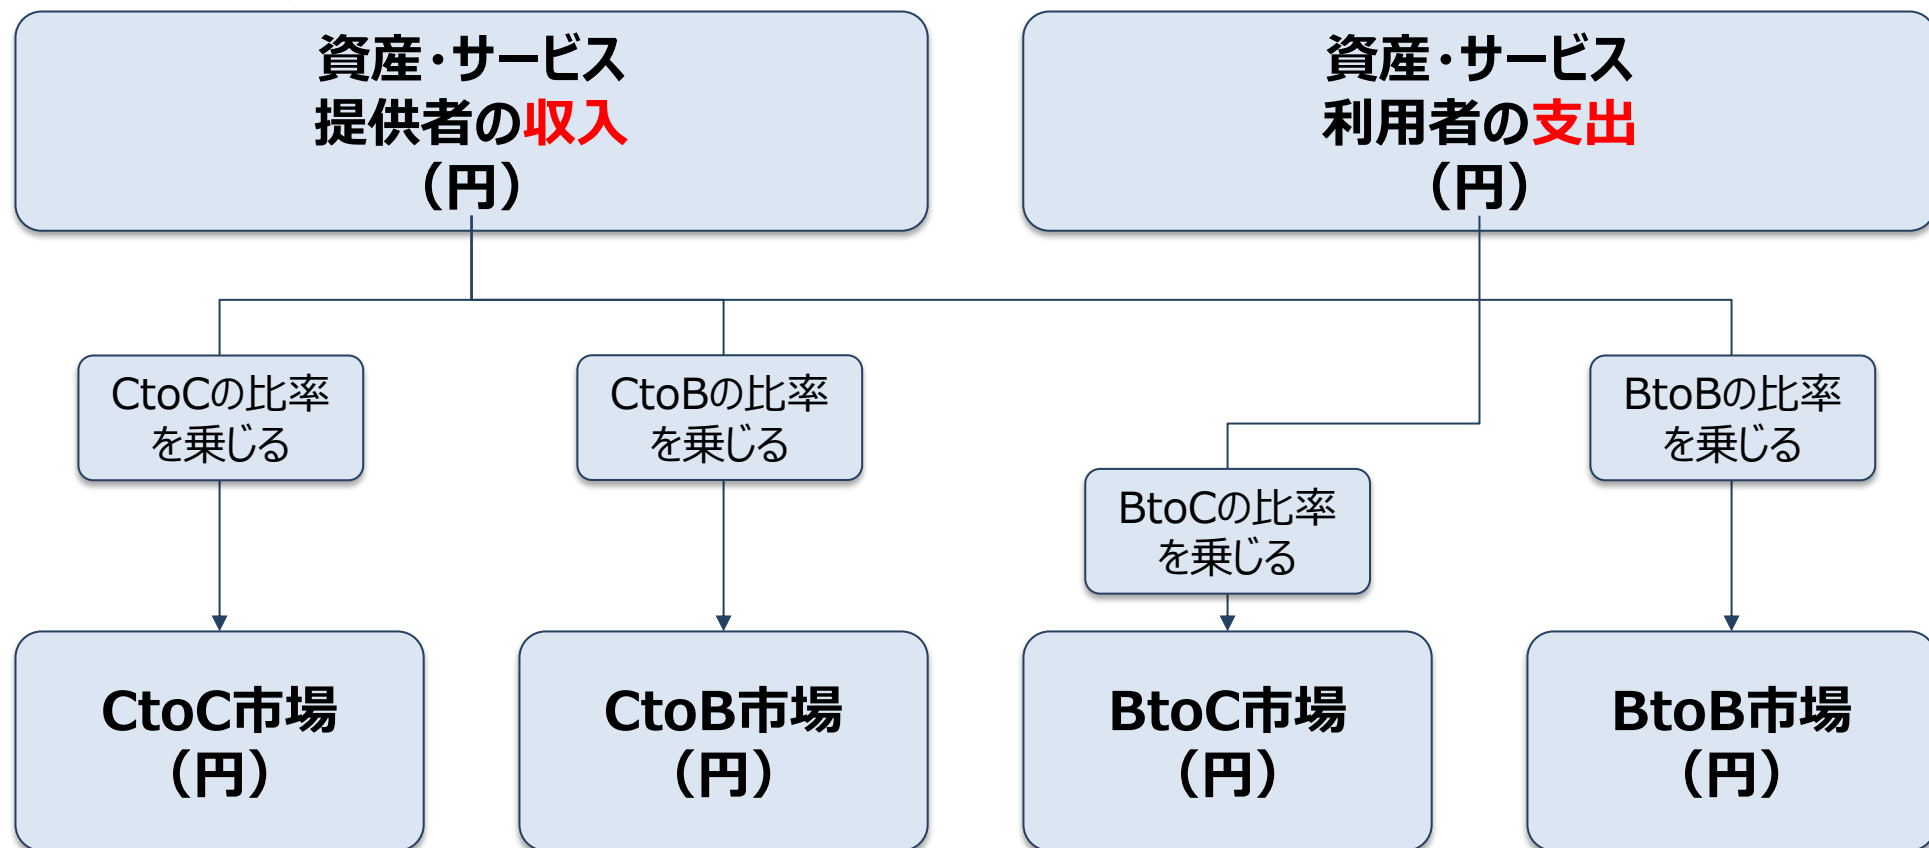 資産・サービス
提供者の収入
（円）
資産・サービス
利用者の支出
（円）
CtoCの比率
を乗じる
CtoBの比率
を乗じる
BtoCの比率
を乗じる
BtoBの比率
を乗じる
CtoC市場
（円）
CtoB市場
（円）
BtoC市場
（円）
BtoB市場
（円）